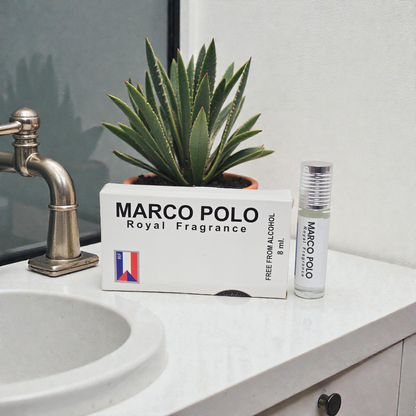 MARCO POLO
Royal Fragrance
FREE FROM ALCOHOL
8 ml.
MARCO POLO
Royal Fragrance